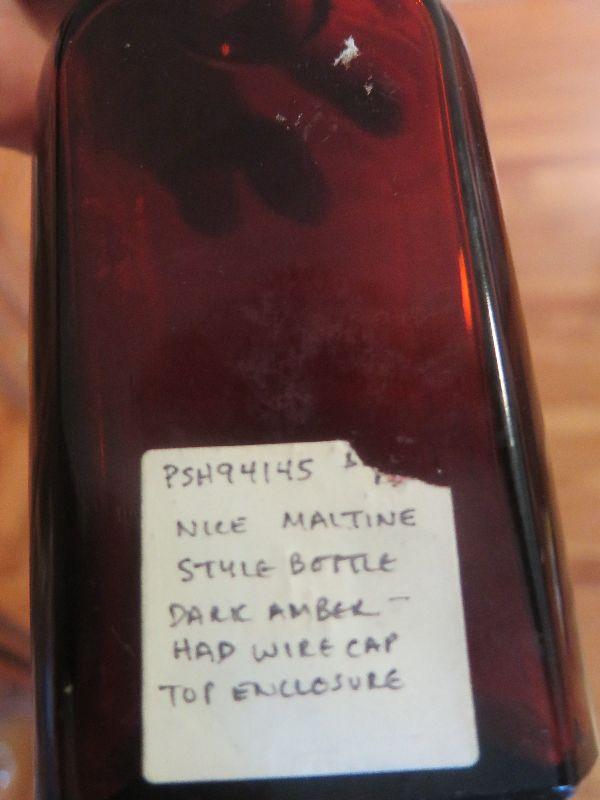 PSH94145 $
NICE MALTINE
STYLE BOTTLE
DARK AMBER -
HAD WIRE CAP
TOP ENCLOSURE